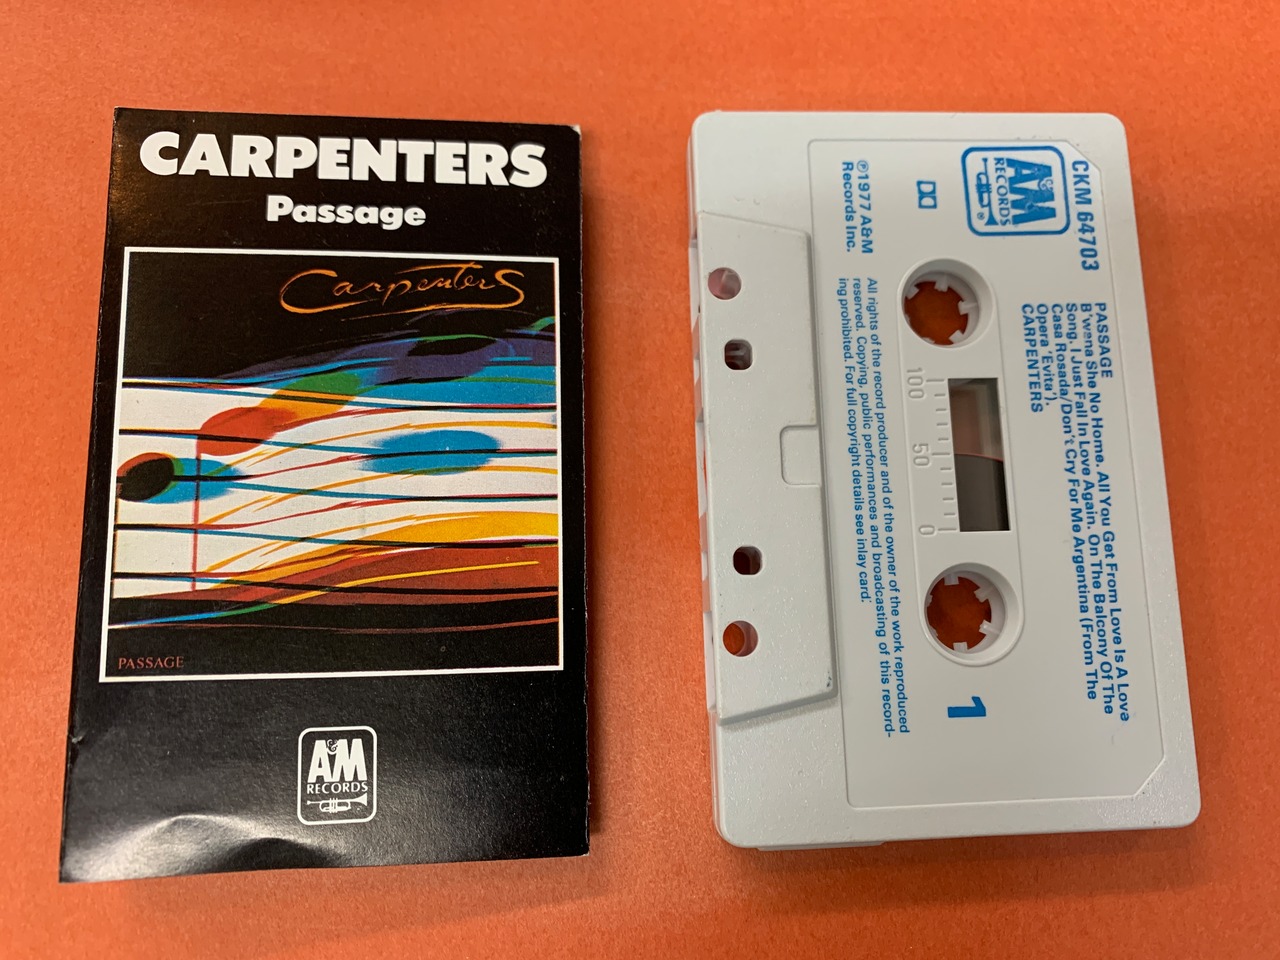 CARPENTERS
Passage
Carpenters
PASSAGE
A&M
RECORDS
CKM 64703
A&M
RECORDS
®
℗1977 A&M
Records Inc.
PASSAGE
B'wana She No Home. All You Get From Love Is A Love
Song. I Just Fall In Love Again. On The Balcony Of The
Casa Rosada/Don't Cry For Me Argentina (From The
Opera 'Evita').
CARPENTERS
100 50 0
1
All rights of the record producer and of the owner of the work reproduced
reserved. Copying, public performances and broadcasting of this record-
ing prohibited. For full copyright details see inlay card.